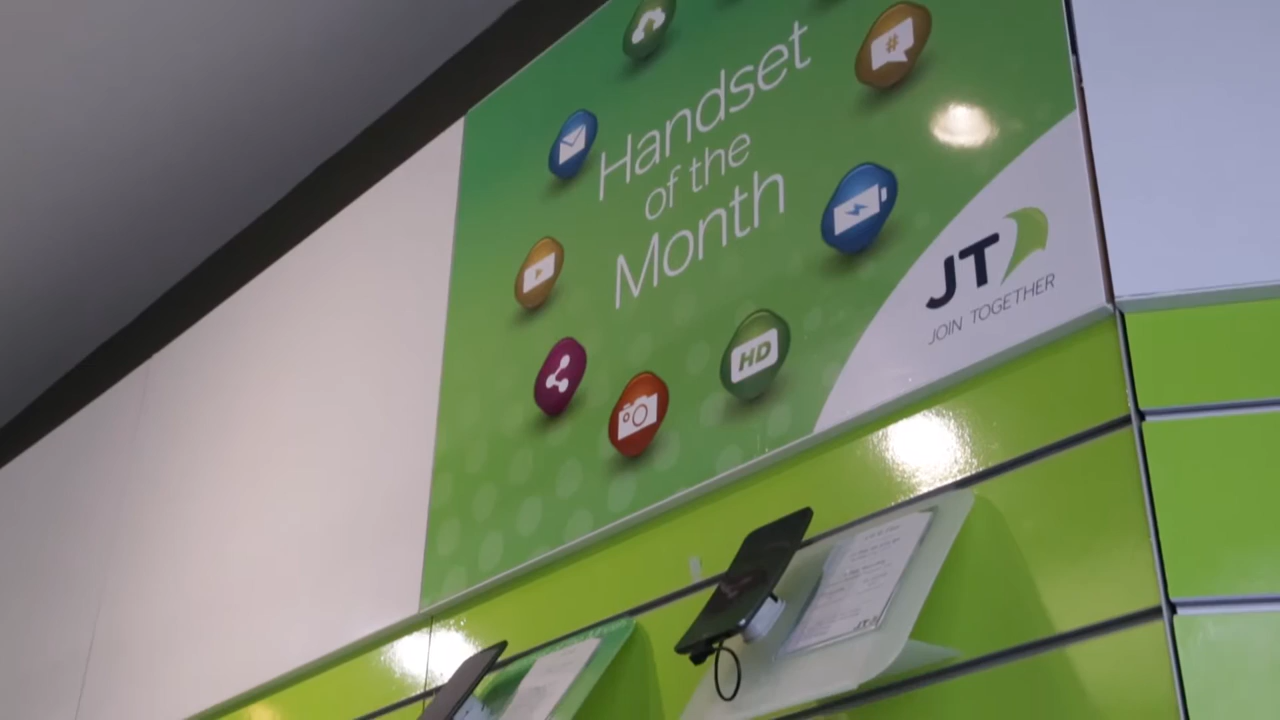 Handset
of the
Month
#
HD
JT
JOIN TOGETHER